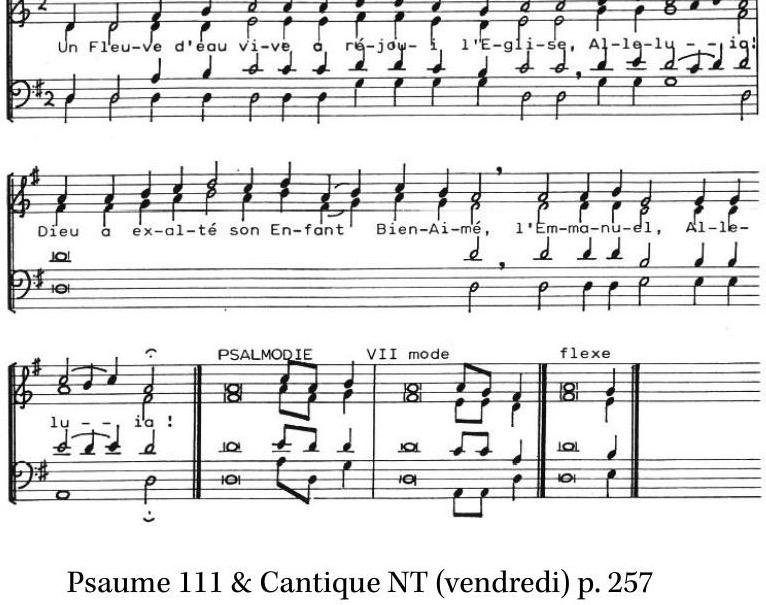 Un Fleu-ve d'eau vi-ve a ré-jou-i l'E-gli-se, Al-le-lu - - ia!
Dieu a ex-al-té son En-fant Bien-Ai-mé, l'Em-ma-nu-el, Al-le-
PSALMODIE VII mode flexe
lu - - ia !
Psaume 111 & Cantique NT (vendredi) p. 257